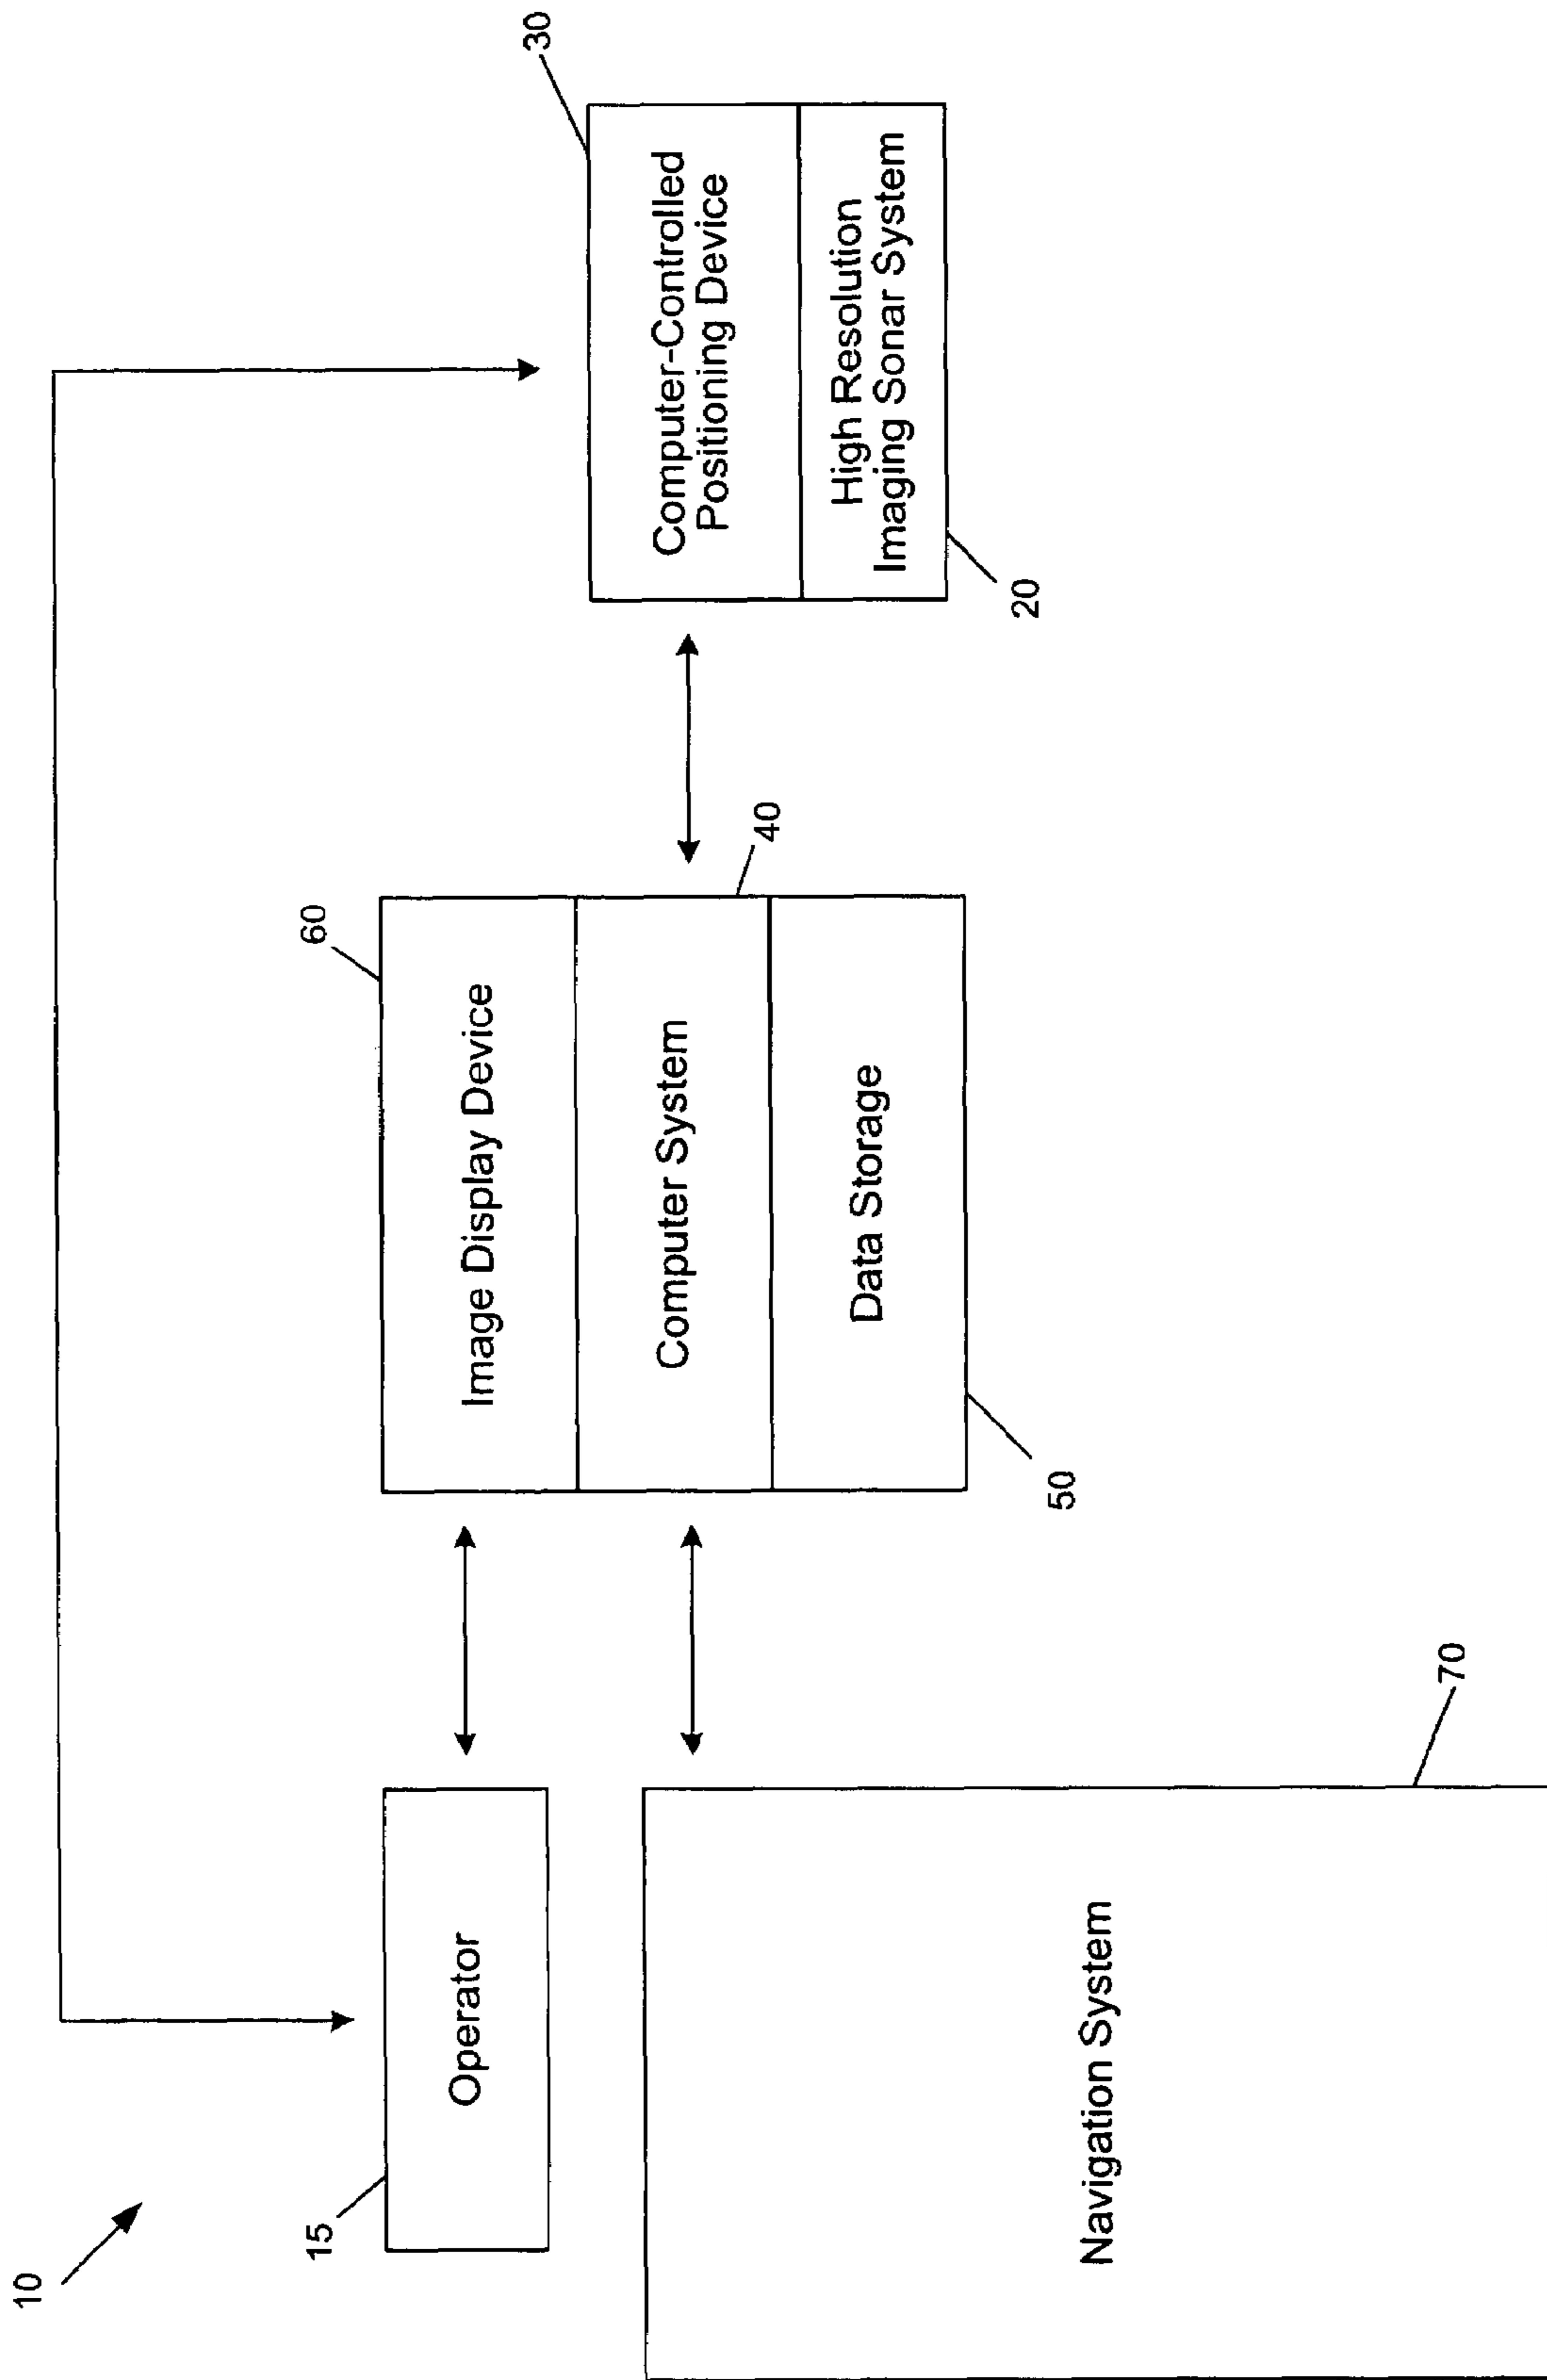 10
15
Operator
Navigation System
70
60
Image Display Device
Computer System
40
Data Storage
50
30
Computer-Controlled
Positioning Device
High Resolution
Imaging Sonar System
20